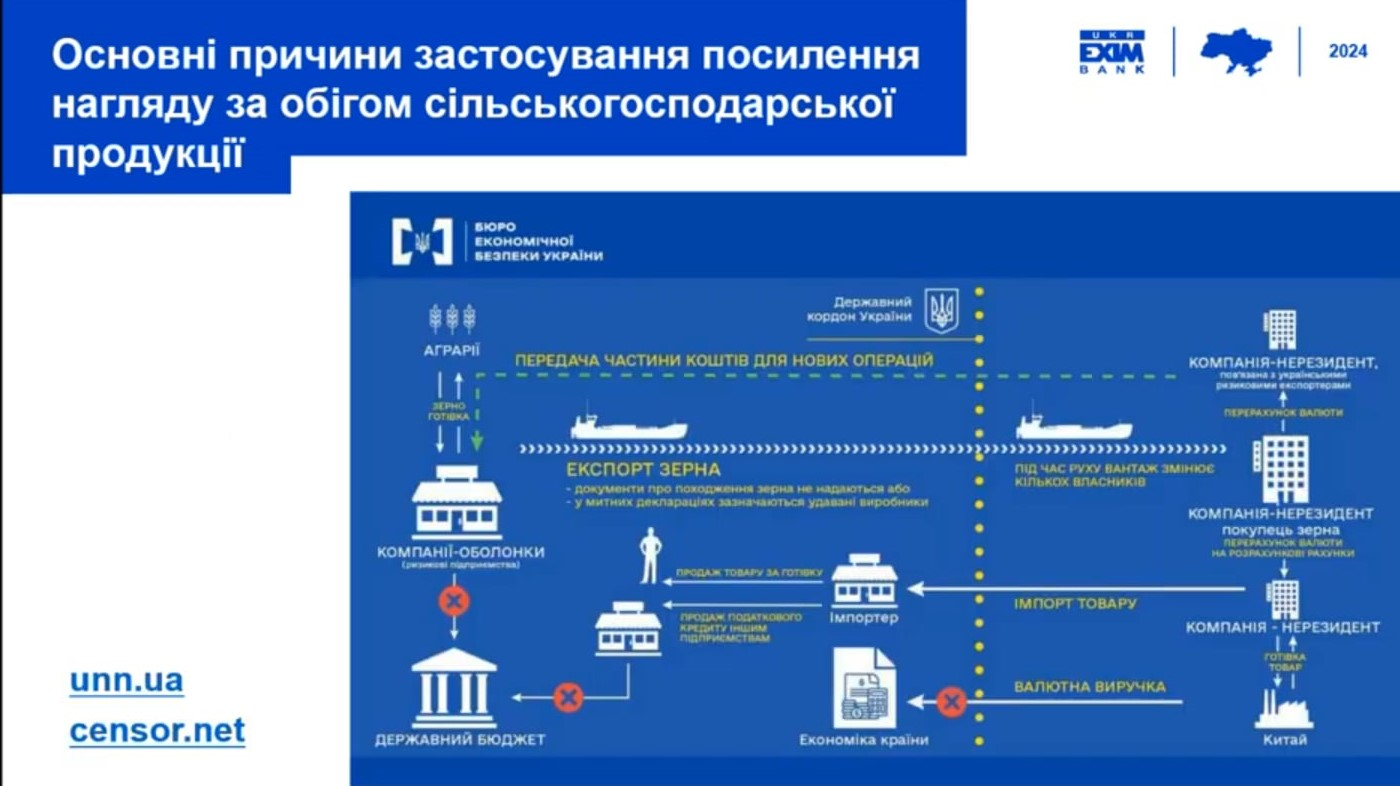 Основні причини застосування посилення
нагляду за обігом сільськогосподарської
продукції
UKR
EXIM
BANK
2024
БЮРО
ЕКОНОМІЧНОЇ
БЕЗПЕКИ УКРАЇНИ
Державний
кордон України
АГРАРІЇ
ПЕРЕДАЧА ЧАСТИНИ КОШТІВ ДЛЯ НОВИХ ОПЕРАЦІЙ
КОМПАНІЯ-НЕРЕЗИДЕНТ,
пов'язана з українськими
ризиковими експортерами
ЗЕРНО
ГОТІВКА
ПЕРЕРАХУНОК ВАЛЮТИ
ЕКСПОРТ ЗЕРНА
- документи про походження зерна не надаються або
- у митних деклараціях зазначаються удавані виробники
ПІД ЧАС РУХУ ВАНТАЖ ЗМІНЮЄ
КІЛЬКОХ ВЛАСНИКІВ
КОМПАНІЯ-НЕРЕЗИДЕНТ
покупець зерна
ПЕРЕРАХУНОК ВАЛЮТИ
НА РОЗРАХУНКОВІ РАХУНКИ
КОМПАНІЇ-ОБОЛОНКИ
(ризикові підприємства)
ПРОДАЖ ТОВАРУ ЗА ГОТІВКУ
ПРОДАЖ ПОДАТКОВОГО
КРЕДИТУ ІНШИМ
ПІДПРИЄМСТВАМ
Імпортер
ІМПОРТ ТОВАРУ
КОМПАНІЯ - НЕРЕЗИДЕНТ
ГОТІВКА
ТОВАР
ВАЛЮТНА ВИРУЧКА
ДЕРЖАВНИЙ БЮДЖЕТ
Економіка країни
Китай
unn.ua
censor.net